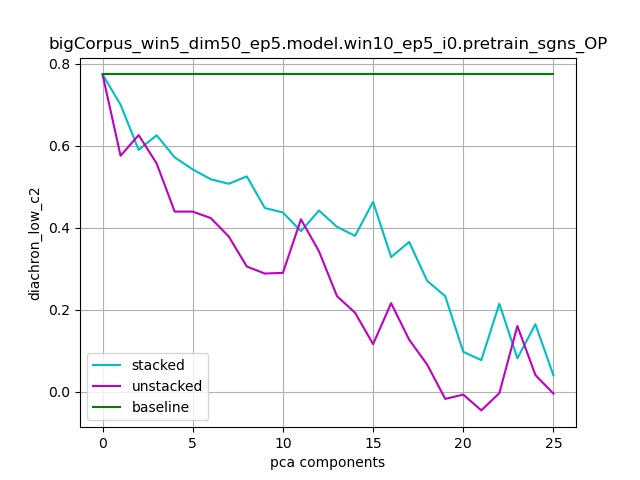 bigCorpus_win5_dim50_ep5.model.win10_ep5_i0.pretrain_sgns_OP
0.8
0.6
0.4
0.2
0.0
diachron_low_c2
stacked
unstacked
baseline
0 5 10 15 20 25
pca components